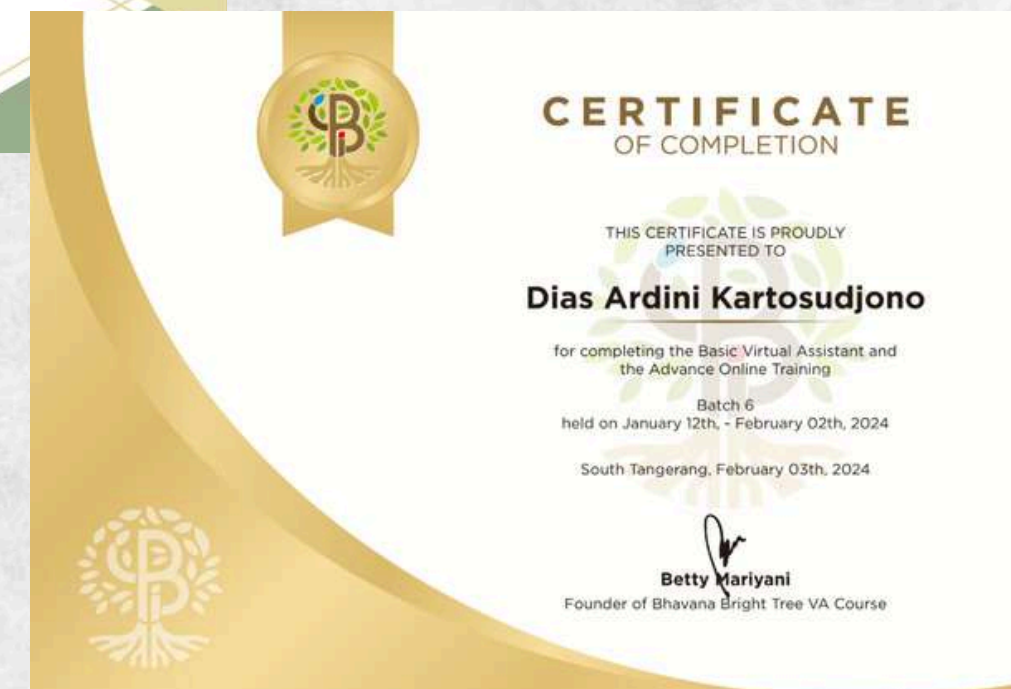 CERTIFICATE
OF COMPLETION
THIS CERTIFICATE IS PROUDLY
PRESENTED TO
Dias Ardini Kartosudjono
for completing the Basic Virtual Assistant and
the Advance Online Training
Batch 6
held on January 12th, - February 02th, 2024
South Tangerang, February 03th, 2024
Betty Mariyani
Founder of Bhavana Bright Tree VA Course